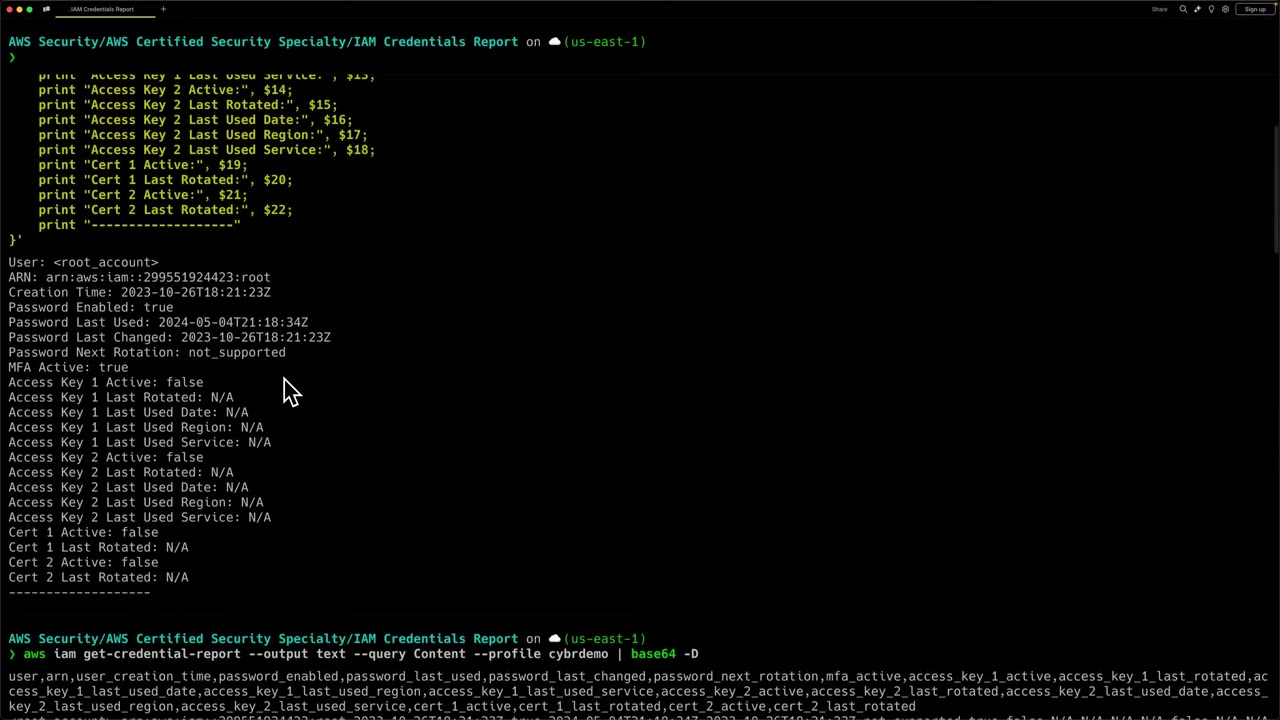 IAM Credentials Report
Share
Sign up
AWS Security/AWS Certified Security Specialty/IAM Credentials Report on ☁(us-east-1)
❯
print "Access Key 1 Last Used Service:", $13;
print "Access Key 2 Active:", $14;
print "Access Key 2 Last Rotated:", $15;
print "Access Key 2 Last Used Date:", $16;
print "Access Key 2 Last Used Region:", $17;
print "Access Key 2 Last Used Service:", $18;
print "Cert 1 Active:", $19;
print "Cert 1 Last Rotated:", $20;
print "Cert 2 Active:", $21;
print "Cert 2 Last Rotated:", $22;
print "-------------------"
}'
User: <root_account>
ARN: arn:aws:iam::299551924423:root
Creation Time: 2023-10-26T18:21:23Z
Password Enabled: true
Password Last Used: 2024-05-04T21:18:34Z
Password Last Changed: 2023-10-26T18:21:23Z
Password Next Rotation: not_supported
MFA Active: true
Access Key 1 Active: false
Access Key 1 Last Rotated: N/A
Access Key 1 Last Used Date: N/A
Access Key 1 Last Used Region: N/A
Access Key 1 Last Used Service: N/A
Access Key 2 Active: false
Access Key 2 Last Rotated: N/A
Access Key 2 Last Used Date: N/A
Access Key 2 Last Used Region: N/A
Access Key 2 Last Used Service: N/A
Cert 1 Active: false
Cert 1 Last Rotated: N/A
Cert 2 Active: false
Cert 2 Last Rotated: N/A
-------------------
AWS Security/AWS Certified Security Specialty/IAM Credentials Report on ☁(us-east-1)
❯ aws iam get-credential-report --output text --query Content --profile cybrdemo | base64 -D
user,arn,user_creation_time,password_enabled,password_last_used,password_last_changed,password_next_rotation,mfa_active,access_key_1_active,access_key_1_last_rotated,ac
cess_key_1_last_used_date,access_key_1_last_used_region,access_key_1_last_used_service,access_key_2_active,access_key_2_last_rotated,access_key_2_last_used_date,access_
key_2_last_used_region,access_key_2_last_used_service,cert_1_active,cert_1_last_rotated,cert_2_active,cert_2_last_rotated